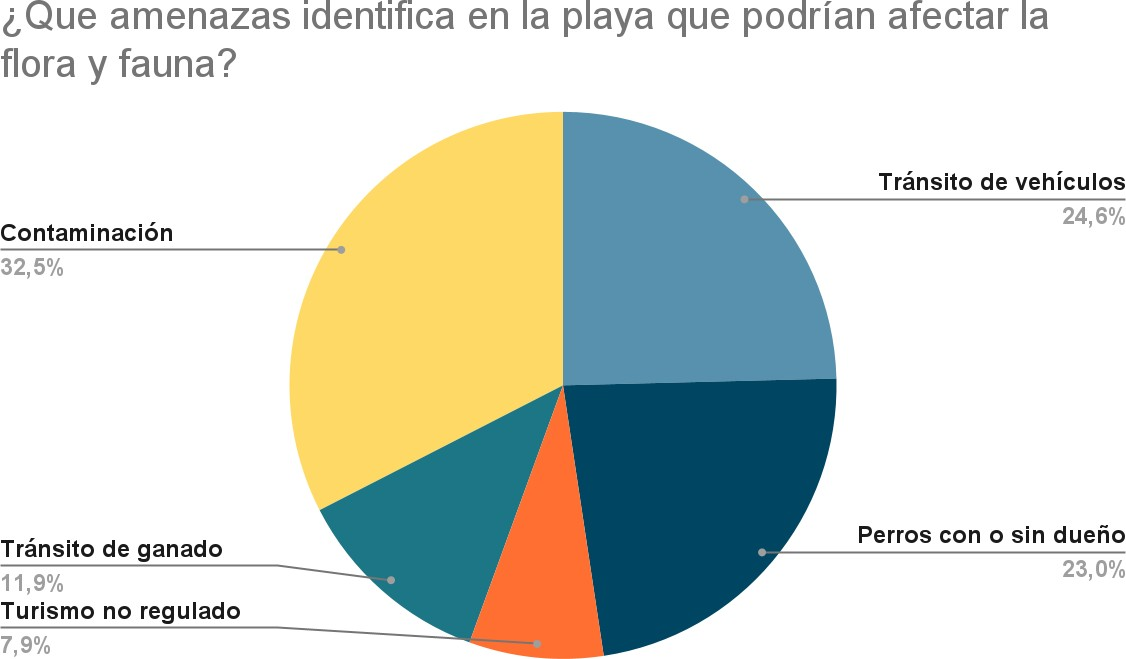 ¿Que amenazas identifica en la playa que podrían afectar la
flora y fauna?
Tránsito de vehículos
24,6%
Contaminación
32,5%
Perros con o sin dueño
23,0%
Tránsito de ganado
11,9%
Turismo no regulado
7,9%